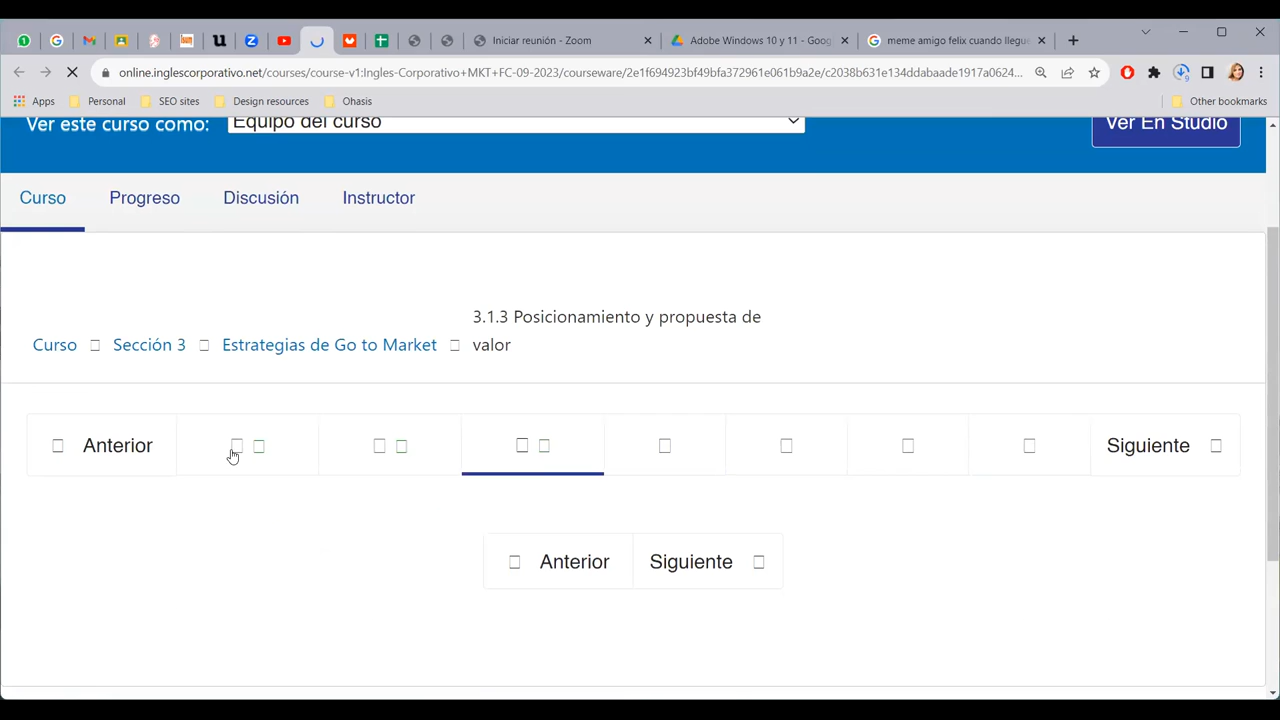 Iniciar reunión - Zoom
Adobe Windows 10 y 11 - Goog
meme amigo felix cuando llegue
online.inglescorporativo.net/courses/course-v1:Ingles-Corporativo+MKT+FC-09-2023/courseware/2e1f694923bf49bfa372961e061b9a2e/c2038b631e134ddabaade1917a0624...
Apps Personal SEO sites Design resources Ohasis Other bookmarks
Ver este curso como: Equipo del curso Ver En Studio
Curso Progreso Discusión Instructor
3.1.3 Posicionamiento y propuesta de
Curso Sección 3 Estrategias de Go to Market valor
Anterior Siguiente
Anterior Siguiente